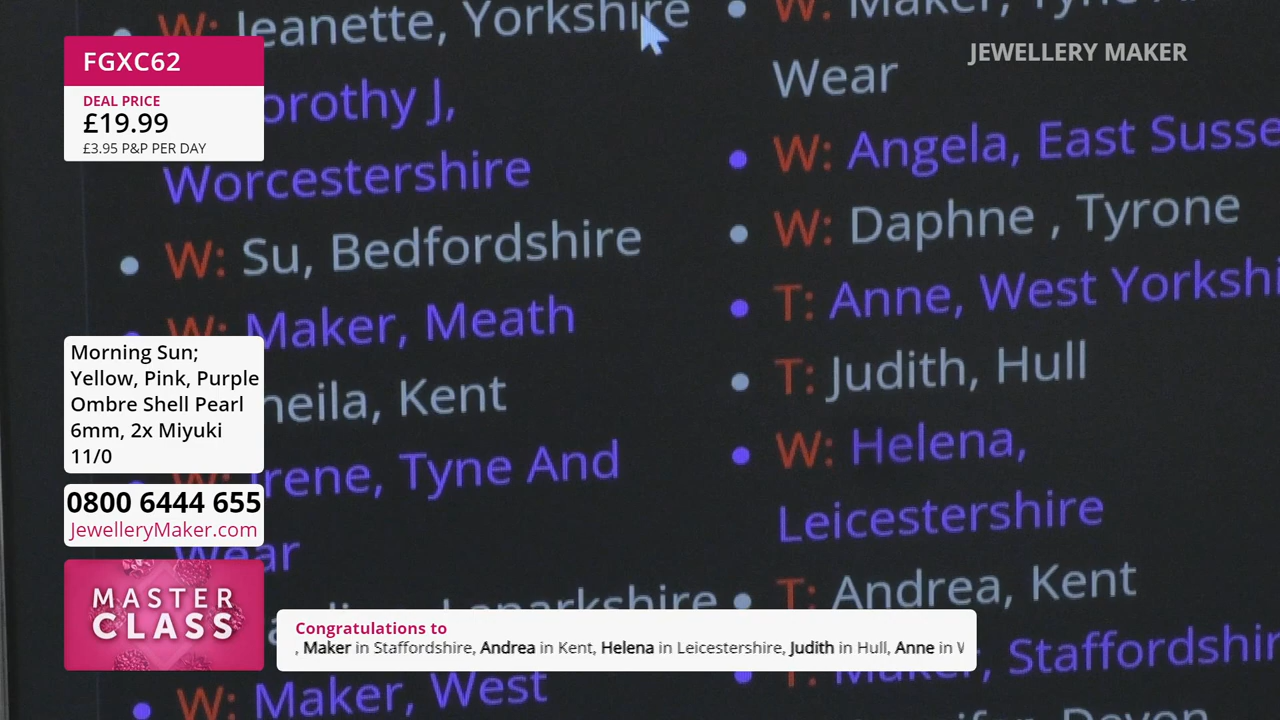 W: Jeanette, Yorkshire
FGXC62
DEAL PRICE
£19.99
£3.95 P&P PER DAY
orothy J,
Worcestershire
W: Su, Bedfordshire
W: Maker, Meath
heila, Kent
W: Irene, Tyne And
Wear
Lanarkshire
W: Maker, West
JEWELLERY MAKER
W: Maker, Tyne
Wear
W: Angela, East Susse
W: Daphne , Tyrone
T: Anne, West Yorkshi
T: Judith, Hull
W: Helena,
Leicestershire
T: Andrea, Kent
T: Maker, Staffordshir
Devon
Morning Sun;
Yellow, Pink, Purple
Ombre Shell Pearl
6mm, 2x Miyuki
11/0
0800 6444 655
JewelleryMaker.com
MASTER
CLASS
Congratulations to
, Maker in Staffordshire, Andrea in Kent, Helena in Leicestershire, Judith in Hull, Anne in W